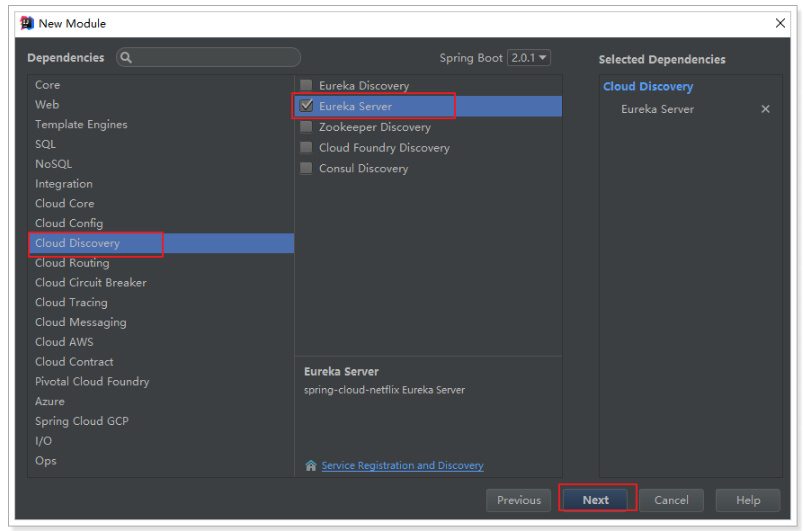 New Module
Dependencies
Spring Boot 2.0.1
Selected Dependencies
Core
Web
Template Engines
SQL
NoSQL
Integration
Cloud Core
Cloud Config
Cloud Discovery
Cloud Routing
Cloud Circuit Breaker
Cloud Tracing
Cloud Messaging
Cloud AWS
Cloud Contract
Pivotal Cloud Foundry
Azure
Spring Cloud GCP
I/O
Ops
Eureka Discovery
Eureka Server
Zookeeper Discovery
Cloud Foundry Discovery
Consul Discovery
Eureka Server
spring-cloud-netflix Eureka Server
Service Registration and Discovery
Cloud Discovery
Eureka Server
Previous
Next
Cancel
Help